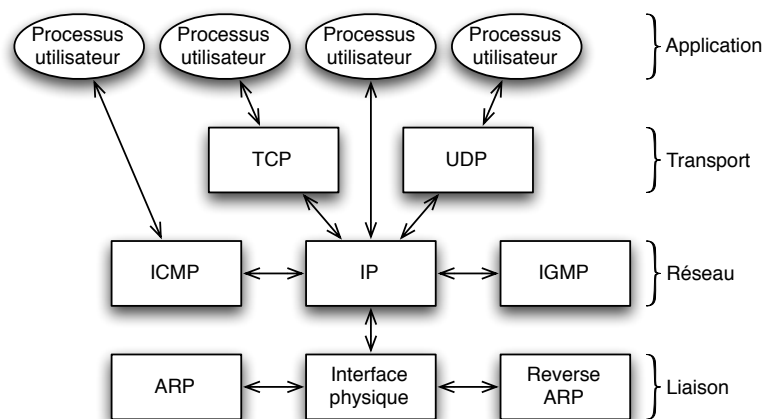 Processus
utilisateur
Processus
utilisateur
Processus
utilisateur
Processus
utilisateur
Application
TCP
UDP
Transport
ICMP
IP
IGMP
Réseau
ARP
Interface
physique
Reverse
ARP
Liaison